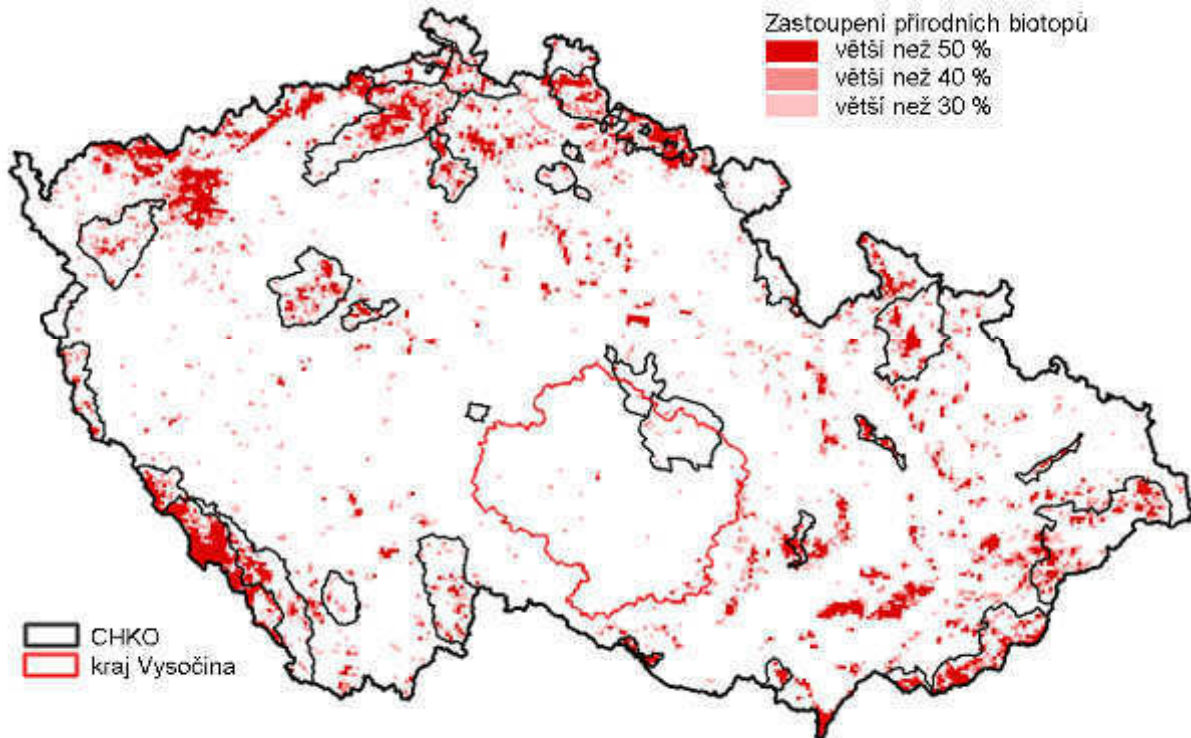 Zastoupení přírodních biotopů
větší než 50 %
větší než 40 %
větší než 30 %
CHKO
kraj Vysočina